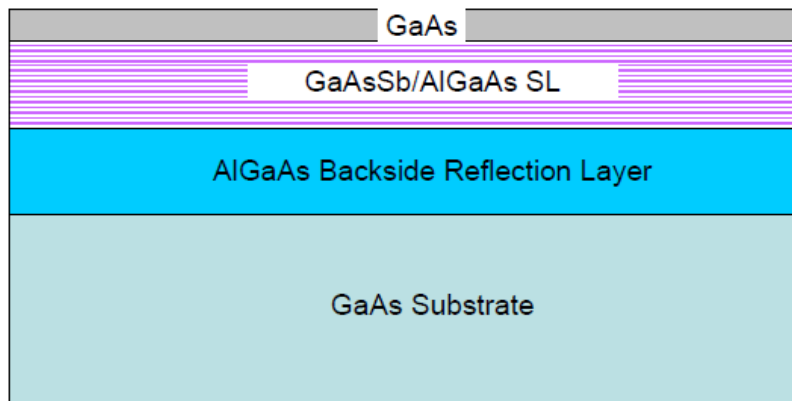 GaAs
GaAsSb/AlGaAs SL
AlGaAs Backside Reflection Layer
GaAs Substrate